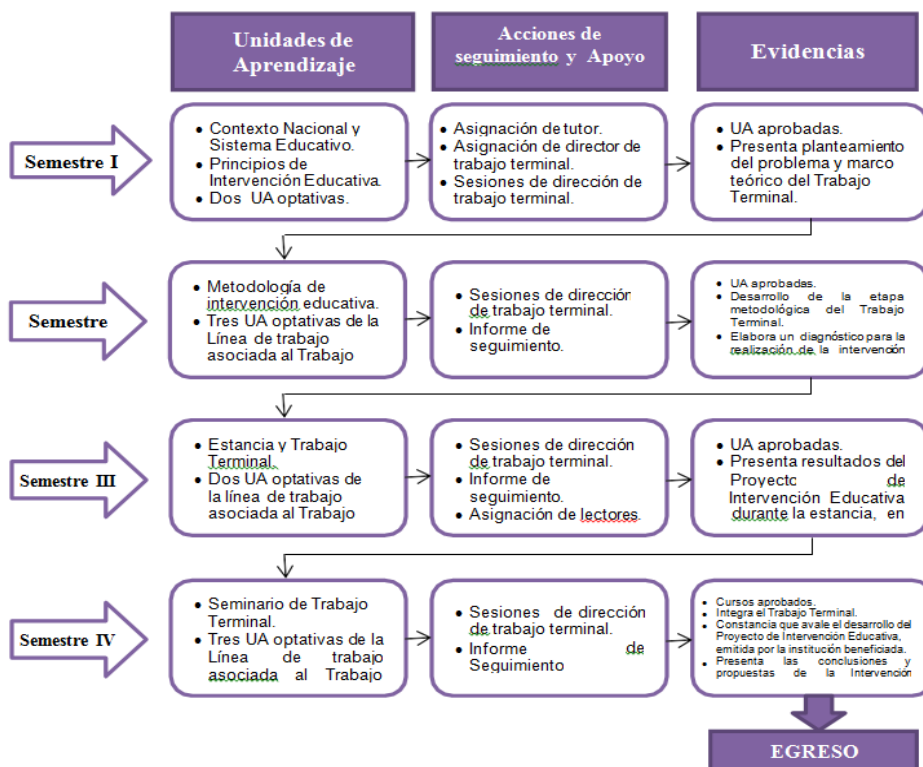 Unidades de
Aprendizaje
Acciones de
seguimiento y Apoyo
Evidencias
Semestre I
• Contexto Nacional y
Sistema Educativo.
• Principios de
Intervención Educativa.
• Dos UA optativas.
• Asignación de tutor.
• Asignación de director de
trabajo terminal.
• Sesiones de dirección de
trabajo terminal.
• UA aprobadas.
• Presenta planteamiento
del problema y marco
teórico del Trabajo
Terminal.
Semestre
• Metodología de
intervención educativa.
• Tres UA optativas de la
Línea de trabajo
asociada al Trabajo
• Sesiones de dirección
de trabajo terminal.
• Informe de
seguimiento.
• UA aprobadas.
• Desarrollo de la etapa
metodológica del Trabajo
Terminal.
• Elabora un diagnóstico para la
realización de la intervención
Semestre III
• Estancia y Trabajo
Terminal.
• Dos UA optativas de
la línea de trabajo
asociada al Trabajo
• Sesiones de dirección
de trabajo terminal.
• Informe de
seguimiento.
• Asignación de lectores.
• UA aprobadas.
• Presenta resultados del
Proyecto de
Intervención Educativa
durante la estancia, en
Semestre IV
• Seminario de Trabajo
Terminal.
• Tres UA optativas de la
Línea de trabajo
asociada al Trabajo
• Sesiones de dirección
de trabajo terminal.
• Informe de
Seguimiento
• Cursos aprobados.
• Integra el Trabajo Terminal.
• Constancia que avale el desarrollo del
Proyecto de Intervención Educativa,
emitida por la institución beneficiada.
• Presenta las conclusiones y
propuestas de la Intervención
EGRESO